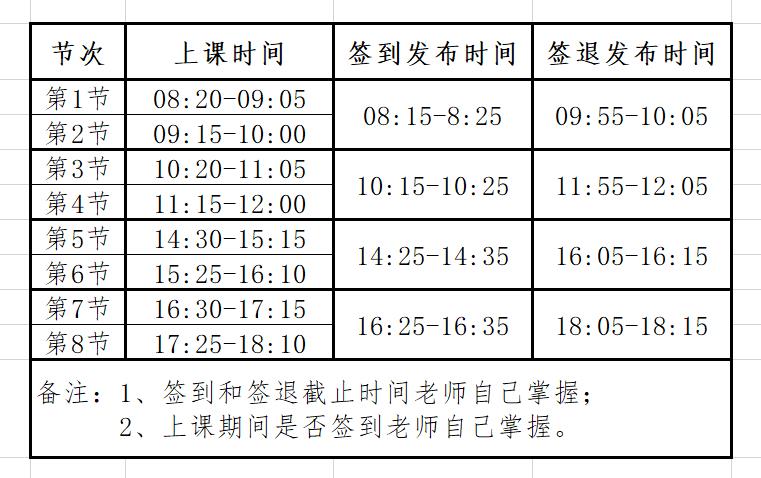 节次 上课时间 签到发布时间 签退发布时间
第1节 08:20-09:05 08:15-8:25 09:55-10:05
第2节 09:15-10:00
第3节 10:20-11:05 10:15-10:25 11:55-12:05
第4节 11:15-12:00
第5节 14:30-15:15 14:25-14:35 16:05-16:15
第6节 15:25-16:10
第7节 16:30-17:15 16:25-16:35 18:05-18:15
第8节 17:25-18:10
备注：1、签到和签退截止时间老师自己掌握；
2、上课期间是否签到老师自己掌握。